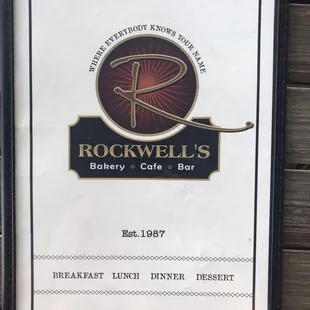 WHERE EVERYBODY KNOWS YOUR NAME
R
ROCKWELL'S
Bakery Cafe Bar
Est. 1987
BREAKFAST LUNCH DINNER DESSERT